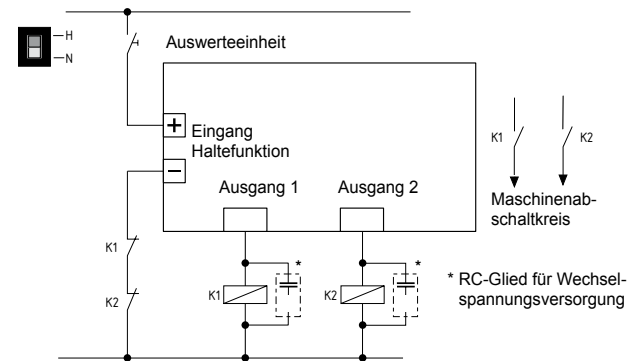 H
N
Auswerteeinheit
+
Eingang
Haltefunktion
−
Ausgang 1
Ausgang 2
K1
K2
Maschinenab-
schaltkreis
K1
K2
K1
*
K2
*
* RC-Glied für Wechsel-
spannungsversorgung